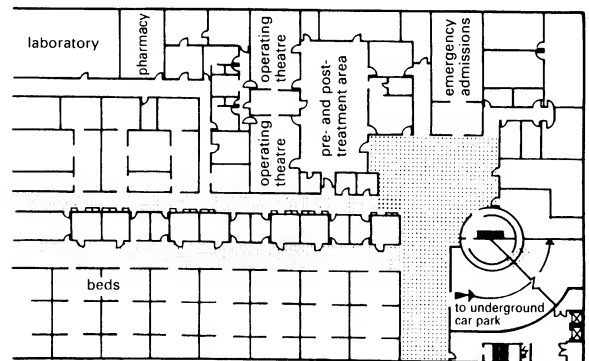 laboratory
pharmacy
operating
theatre
operating
theatre
pre- and post-
treatment area
emergency
admissions
beds
to underground
car park